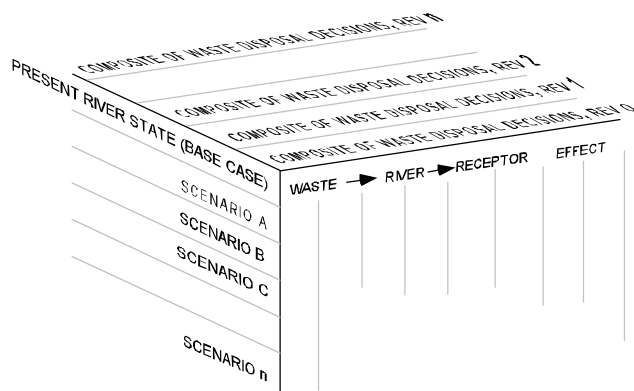 COMPOSITE OF WASTE DISPOSAL DECISIONS, REV n
COMPOSITE OF WASTE DISPOSAL DECISIONS, REV 2
COMPOSITE OF WASTE DISPOSAL DECISIONS, REV 1
COMPOSITE OF WASTE DISPOSAL DECISIONS, REV 0
PRESENT RIVER STATE (BASE CASE)
WASTE RIVER RECEPTOR EFFECT
SCENARIO A
SCENARIO B
SCENARIO C
SCENARIO n